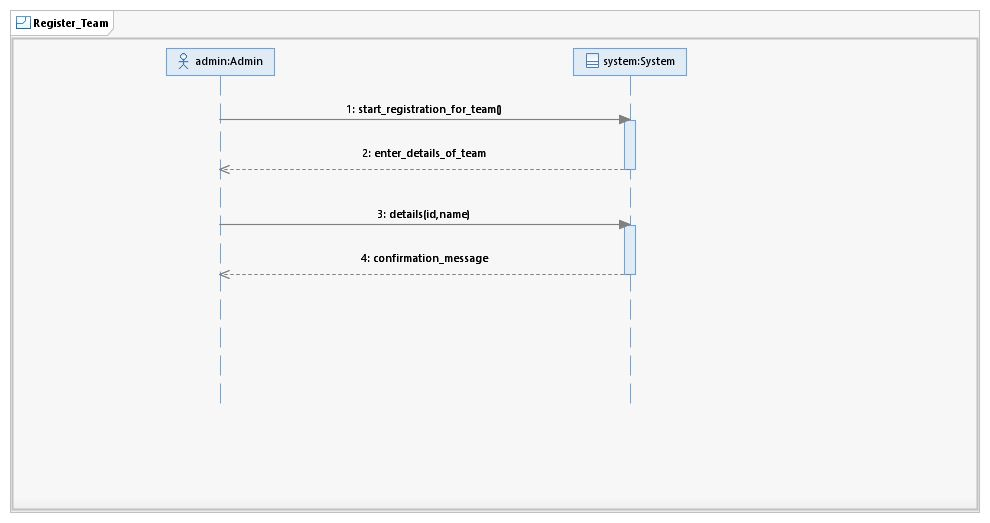 Register_Team
admin:Admin
system:System
1: start_registration_for_team()
2: enter_details_of_team
3: details(id,name)
4: confirmation_message